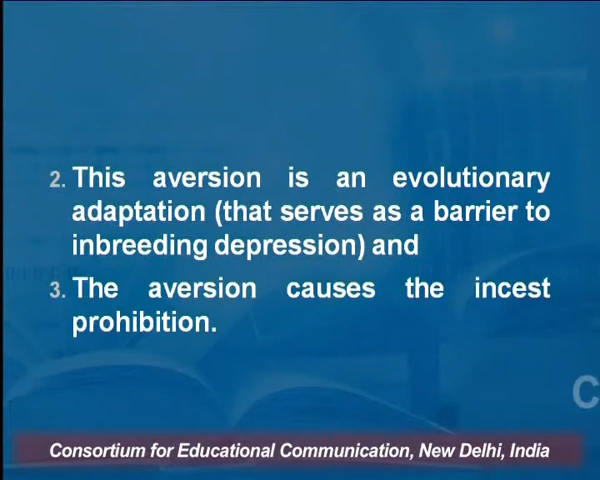 2. This aversion is an evolutionary
adaptation (that serves as a barrier to
inbreeding depression) and
3. The aversion causes the incest
prohibition.
C
Consortium for Educational Communication, New Delhi, India